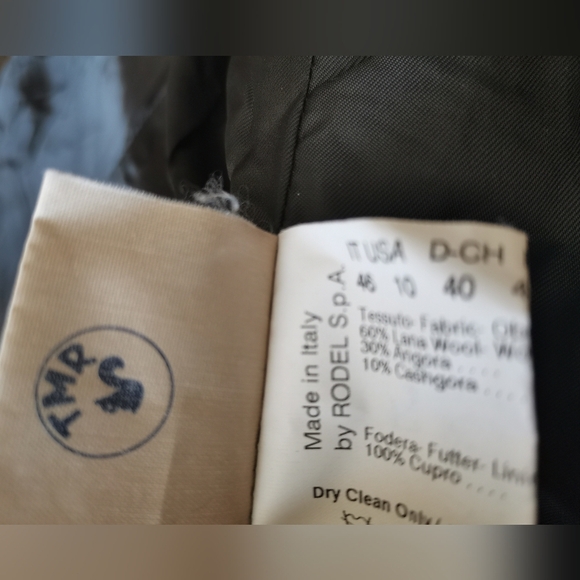 TMR
IT USA D-CH
46 10 40
Made in Italy
by RODEL S.p.A.
Tessuto- Fabric-
60% Lana Wool-
30% Angora ....
10% Cashgora ....
Fodera- Futter-
100% Cupro ....
Dry Clean Only